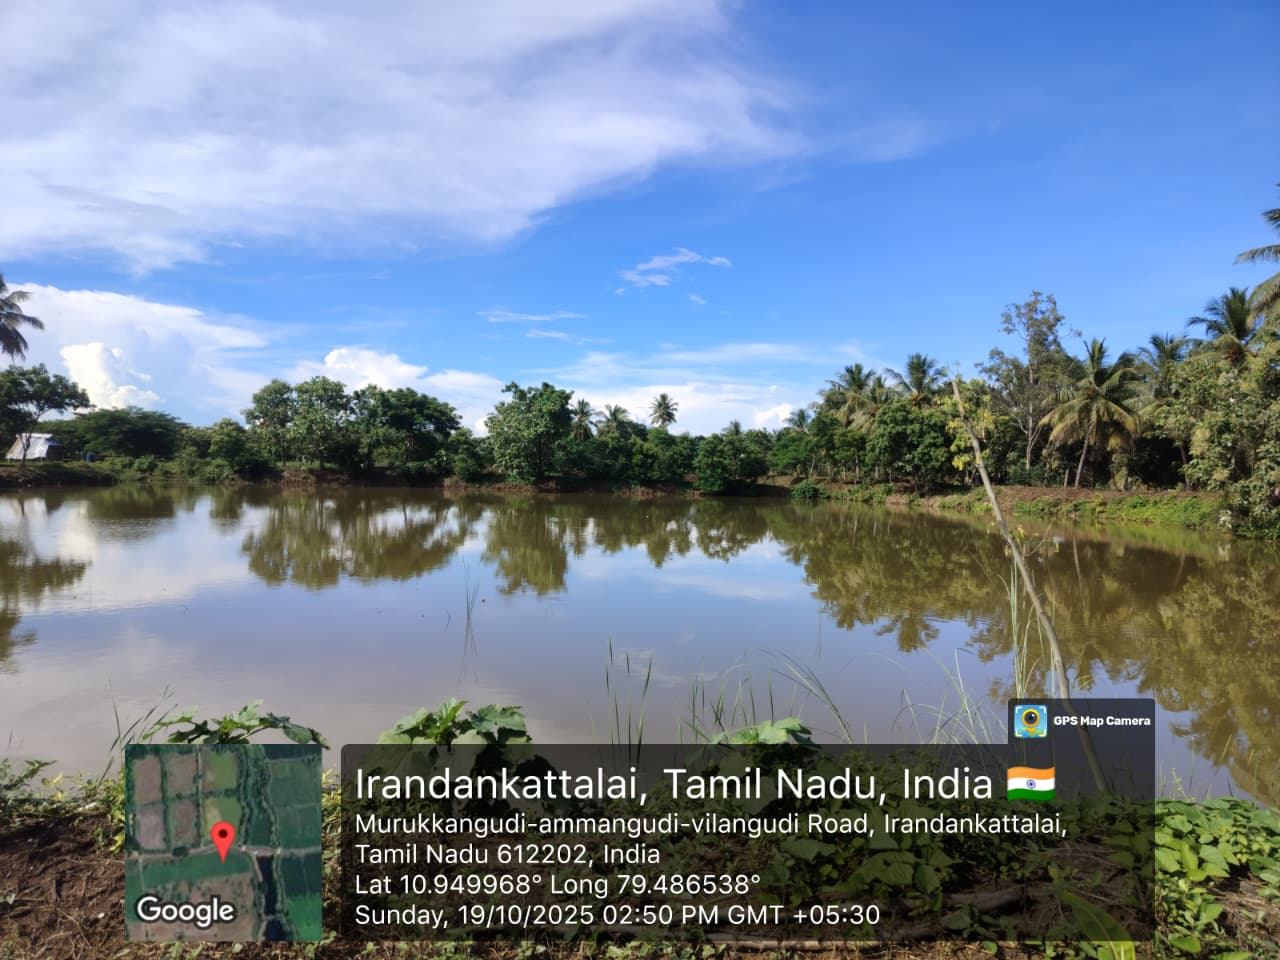 GPS Map Camera
Irandankattalai, Tamil Nadu, India 🇮🇳
Murukkangudi-ammangudi-vilangudi Road, Irandankattalai,
Tamil Nadu 612202, India
Lat 10.949968° Long 79.486538°
Sunday, 19/10/2025 02:50 PM GMT +05:30
Google